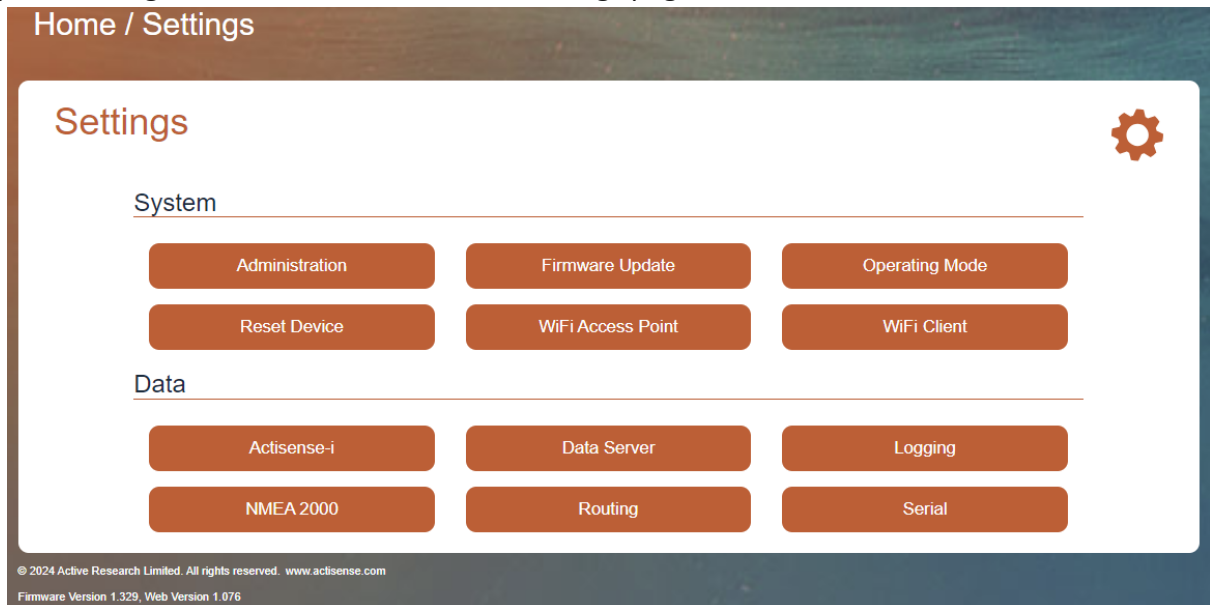 Home / Settings
Settings
System
Administration Firmware Update Operating Mode
Reset Device WiFi Access Point WiFi Client
Data
Actisense-i Data Server Logging
NMEA 2000 Routing Serial
© 2024 Active Research Limited. All rights reserved. www.actisense.com
Firmware Version 1.329, Web Version 1.076